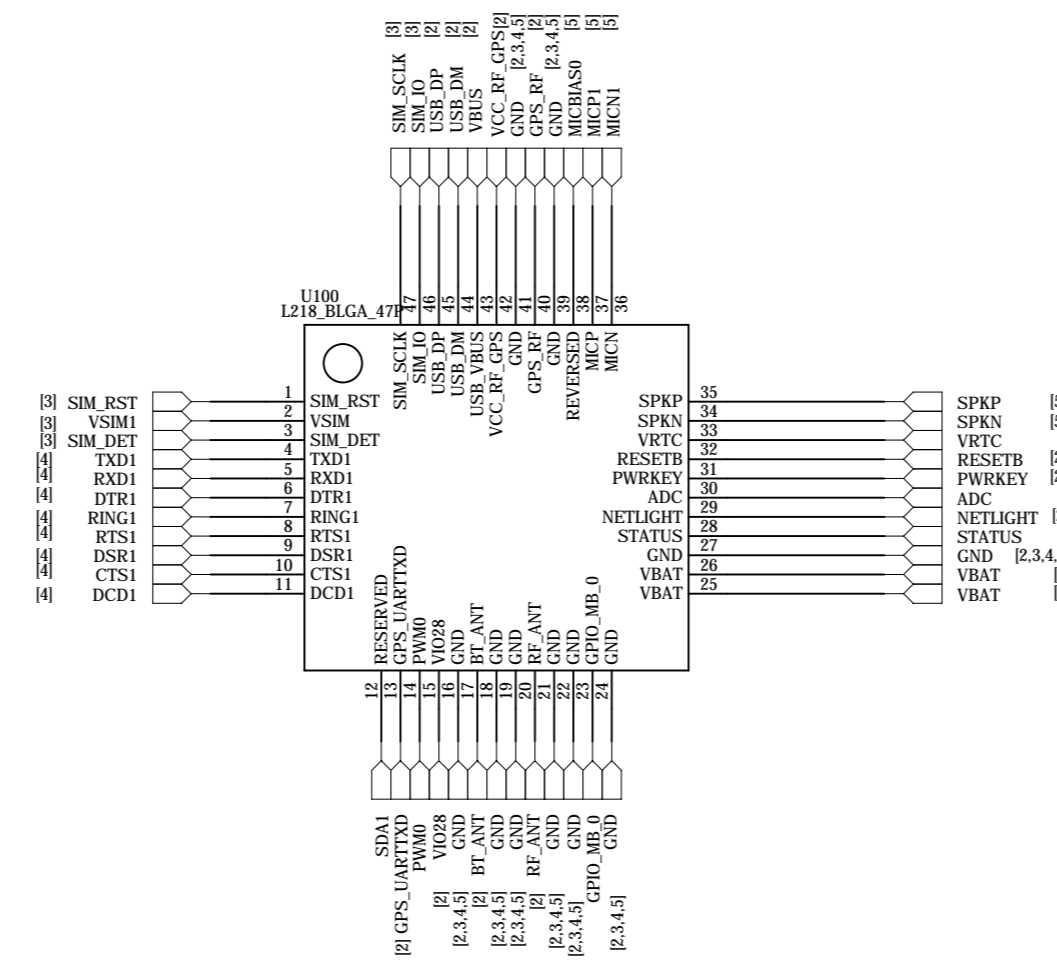 [3] [3] [2] [2] [2] [2] [2,3,4,5] [2] [2,3,4,5] [5] [5] [5]
SIM_SCLK
SIM_IO
USB_DP
USB_DM
VBUS
VCC_RF_GPS
GND
GPS_RF
GND
MICBIAS0
MICP1
MICN1
U100
L218_BLGA_47P
47 46 45 44 43 42 41 40 39 38 37 36
SIM_SCLK
SIM_IO
USB_DP
USB_DM
USB_VBUS
VCC_RF_GPS
GND
GPS_RF
GND
REVERSED
MICP
MICN
[3] SIM_RST 1 SIM_RST
[3] VSIM1 2 VSIM
[3] SIM_DET 3 SIM_DET
[4] TXD1 4 TXD1
[4] RXD1 5 RXD1
[4] DTR1 6 DTR1
[4] RING1 7 RING1
[4] RTS1 8 RTS1
[4] DSR1 9 DSR1
[4] CTS1 10 CTS1
[4] DCD1 11 DCD1
SPKP 35 SPKP
SPKN 34 SPKN
VRTC 33 VRTC
RESETB 32 RESETB
PWRKEY 31 PWRKEY
ADC 30 ADC
NETLIGHT 29 NETLIGHT
STATUS 28 STATUS
GND 27 GND [2,3,4,
VBAT 26 VBAT
VBAT 25 VBAT
RESERVED
GPS_UARTTXD
PWM0
VIO28
GND
BT_ANT
GND
GND
RF_ANT
GND
GND
GPIO_MB_0
GND
12 13 14 15 16 17 18 19 20 21 22 23 24
SDA1
[2] GPS_UARTTXD
PWM0
[2] VIO28
[2,3,4,5] GND
[2] BT_ANT
[2,3,4,5] GND
[2,3,4,5] GND
[2] RF_ANT
[2,3,4,5] GND
[2,3,4,5] GND
GPIO_MB_0
[2,3,4,5] GND